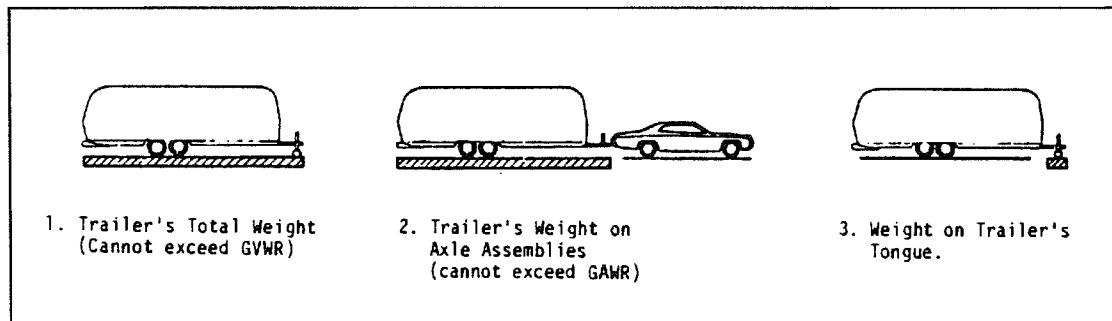 1. Trailer's Total Weight
(Cannot exceed GVWR)
2. Trailer's Weight on
Axle Assemblies
(cannot exceed GAWR)
3. Weight on Trailer's
Tongue.